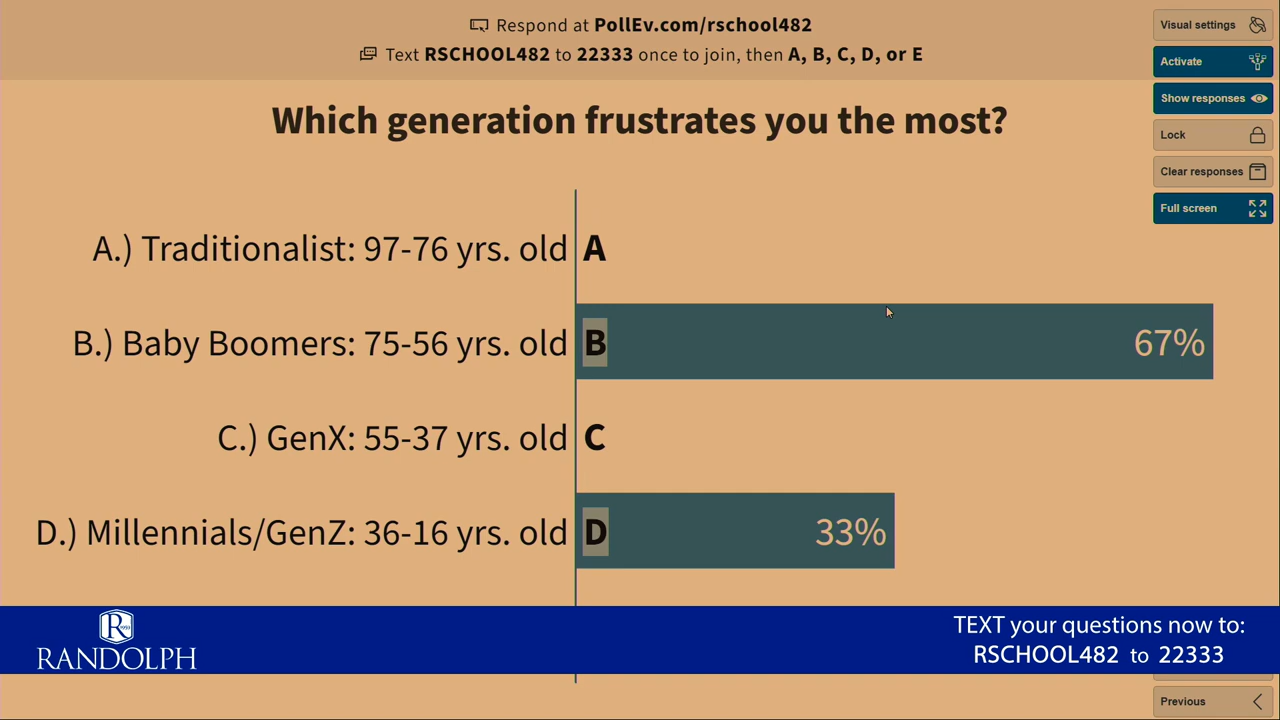 Respond at PollEv.com/rschool482
Text RSCHOOL482 to 22333 once to join, then A, B, C, D, or E
Visual settings
Activate
Show responses
Lock
Clear responses
Full screen
Which generation frustrates you the most?
A.) Traditionalist: 97-76 yrs. old A
B.) Baby Boomers: 75-56 yrs. old B 67%
C.) GenX: 55-37 yrs. old C
D.) Millennials/GenZ: 36-16 yrs. old D 33%
R
RANDOLPH
TEXT your questions now to:
RSCHOOL482 to 22333
Previous